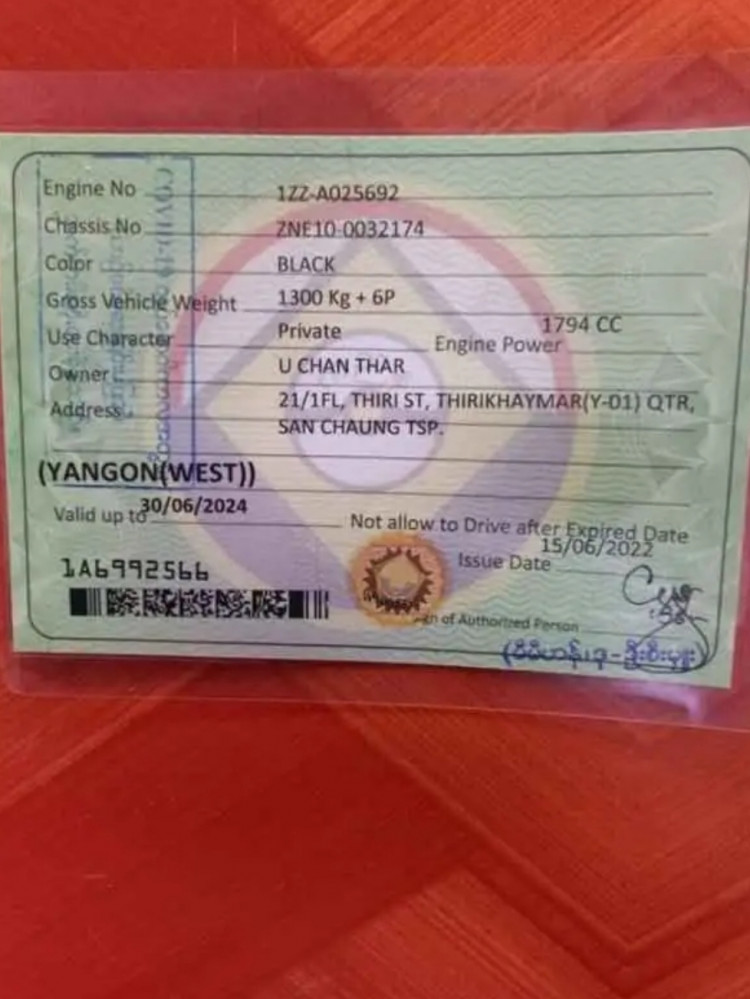 Engine No 1ZZ-A025692
Chassis No ZNE10-0032174
Color BLACK
Gross Vehicle Weight 1300 Kg + 6P
Use Character Private
Engine Power 1794 CC
Owner U CHAN THAR
Address 21/1FL, THIRI ST, THIRIKHAYMAR(Y-01) QTR,
SAN CHAUNG TSP.
(YANGON(WEST))
Valid up to 30/06/2024
Not allow to Drive after Expired Date
Issue Date 15/06/2022
1A6992566
of Authorized Person
COVID-19